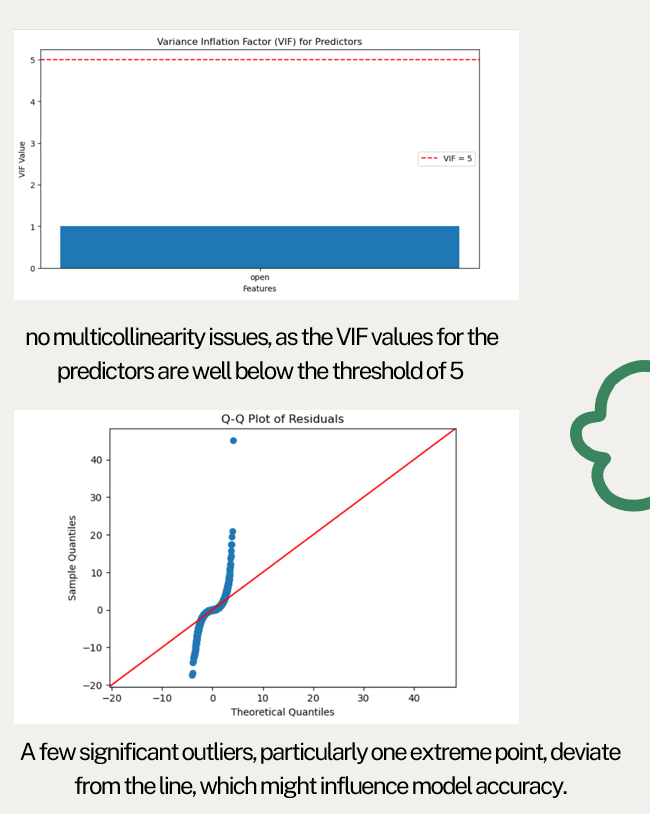 Variance Inflation Factor (VIF) for Predictors
5
4
3
2
1
0
VIF Value
VIF = 5
open
Features
no multicollinearity issues, as the VIF values for the
predictors are well below the threshold of 5
Q-Q Plot of Residuals
40
30
20
10
0
−10
−20
Sample Quantiles
−20 −10 0 10 20 30 40
Theoretical Quantiles
A few significant outliers, particularly one extreme point, deviate
from the line, which might influence model accuracy.